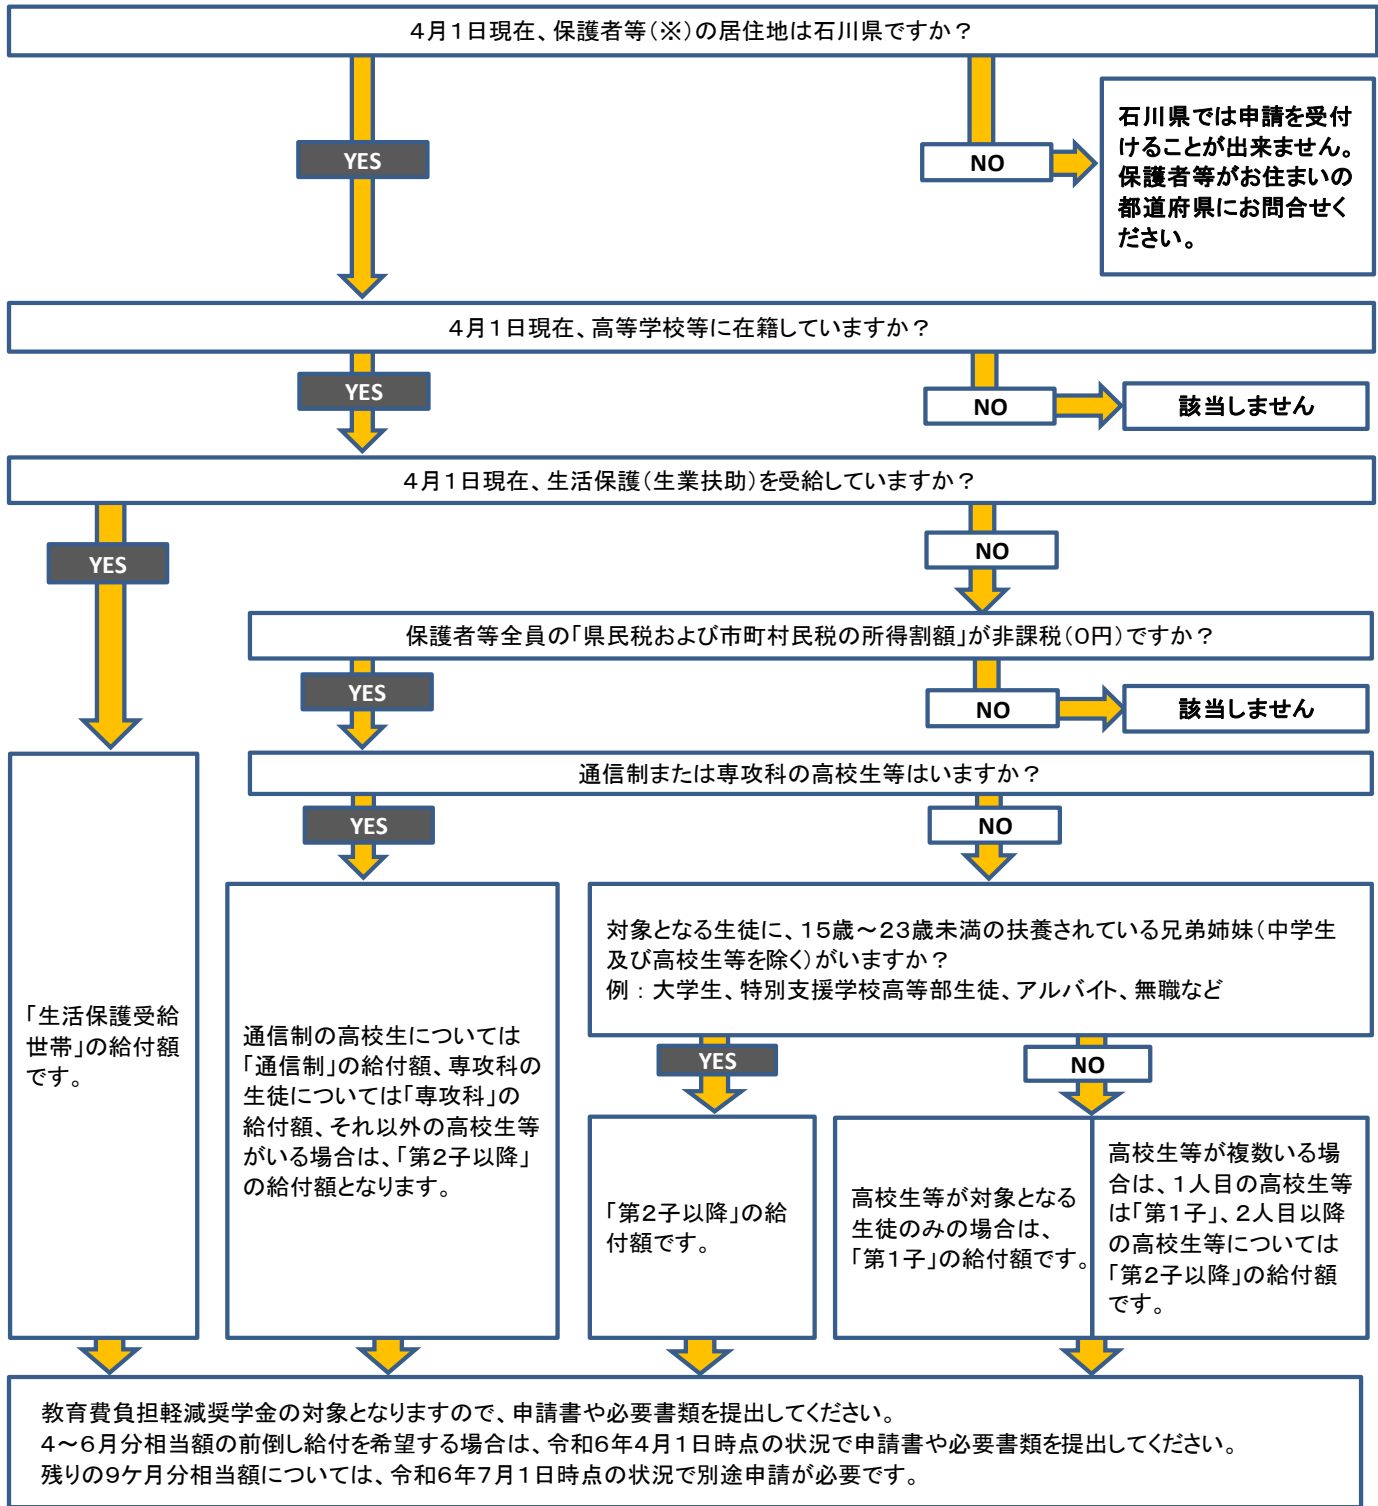 4月1日現在、保護者等(※)の居住地は石川県ですか?
YES
NO
石川県では申請を受付
けることが出来ません。
保護者等がお住まいの
都道府県にお問合せく
ださい。
4月1日現在、高等学校等に在籍していますか?
YES
NO
該当しません
4月1日現在、生活保護(生業扶助)を受給していますか?
YES
NO
保護者等全員の「県民税および市町村民税の所得割額」が非課税(0円)ですか?
YES
NO
該当しません
通信制または専攻科の高校生等はいますか?
YES
NO
「生活保護受給
世帯」の給付額
です。
通信制の高校生については
「通信制」の給付額、専攻科の
生徒については「専攻科」の
給付額、それ以外の高校生等
がいる場合は、「第2子以降」
の給付額となります。
対象となる生徒に、15歳~23歳未満の扶養されている兄弟姉妹(中学生
及び高校生等を除く)がいますか?
例:大学生、特別支援学校高等部生徒、アルバイト、無職など
YES
NO
「第2子以降」の給
付額です。
高校生等が対象となる
生徒のみの場合は、
「第1子」の給付額です。
高校生等が複数いる場
合は、1人目の高校生等
は「第1子」、2人目以降
の高校生等については
「第2子以降」の給付額
です。
教育費負担軽減奨学金の対象となりますので、申請書や必要書類を提出してください。
4~6月分相当額の前倒し給付を希望する場合は、令和6年4月1日時点の状況で申請書や必要書類を提出してください。
残りの9ケ月分相当額については、令和6年7月1日時点の状況で別途申請が必要です。